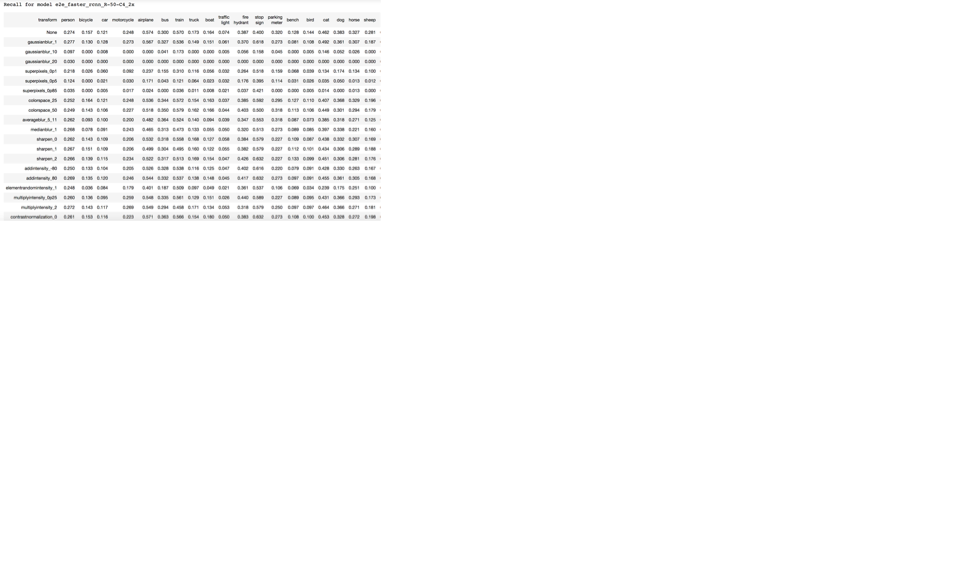 Recall for model e2e_faster_rcnn_R-50-C4_2x
traffic fire stop parking
transform person bicycle car motorcycle airplane bus train truck boat light hydrant sign meter bench bird cat dog horse sheep
None 0.274 0.157 0.121 0.248 0.574 0.300 0.570 0.173 0.164 0.074 0.387 0.400 0.320 0.128 0.144 0.462 0.383 0.327 0.281
gaussianblur_1 0.277 0.130 0.128 0.273 0.567 0.327 0.536 0.148 0.151 0.061 0.370 0.618 0.273 0.081 0.108 0.492 0.361 0.307 0.187
gaussianblur_10 0.097 0.000 0.008 0.000 0.000 0.041 0.173 0.000 0.000 0.005 0.056 0.158 0.045 0.000 0.005 0.146 0.052 0.026 0.000
gaussianblur_20 0.030 0.000 0.000 0.000 0.000 0.000 0.000 0.000 0.000 0.000 0.000 0.000 0.000 0.000 0.000 0.000 0.000 0.000 0.000
superpixels_0p1 0.218 0.026 0.060 0.092 0.237 0.155 0.310 0.116 0.056 0.032 0.264 0.518 0.159 0.068 0.039 0.134 0.174 0.134 0.100
superpixels_0p5 0.124 0.000 0.021 0.030 0.171 0.043 0.121 0.064 0.023 0.032 0.176 0.395 0.114 0.031 0.026 0.035 0.050 0.013 0.012
superpixels_0p85 0.035 0.000 0.005 0.017 0.024 0.000 0.036 0.011 0.008 0.021 0.037 0.421 0.000 0.000 0.005 0.014 0.000 0.013 0.000
colorspace_25 0.252 0.164 0.121 0.248 0.536 0.344 0.572 0.154 0.163 0.037 0.385 0.592 0.295 0.127 0.110 0.407 0.368 0.329 0.196
colorspace_50 0.249 0.143 0.106 0.227 0.518 0.350 0.579 0.162 0.166 0.044 0.403 0.500 0.318 0.113 0.106 0.449 0.301 0.294 0.179
averageblur_5_11 0.262 0.093 0.100 0.200 0.482 0.364 0.524 0.140 0.094 0.039 0.347 0.553 0.318 0.087 0.073 0.385 0.318 0.271 0.125
medianblur_1 0.268 0.078 0.091 0.243 0.465 0.313 0.473 0.133 0.055 0.050 0.320 0.513 0.273 0.089 0.085 0.397 0.339 0.221 0.160
sharpen_0 0.262 0.143 0.109 0.206 0.532 0.318 0.558 0.168 0.127 0.058 0.384 0.579 0.227 0.109 0.087 0.438 0.332 0.307 0.169
sharpen_1 0.267 0.151 0.109 0.206 0.499 0.304 0.495 0.160 0.122 0.055 0.382 0.579 0.227 0.112 0.101 0.434 0.306 0.289 0.188
sharpen_2 0.266 0.139 0.115 0.234 0.522 0.317 0.513 0.169 0.154 0.047 0.426 0.632 0.227 0.133 0.099 0.451 0.306 0.281 0.176
addintensity_-80 0.250 0.133 0.104 0.205 0.526 0.328 0.538 0.116 0.125 0.047 0.402 0.616 0.220 0.079 0.091 0.428 0.330 0.263 0.167
addintensity_80 0.269 0.135 0.120 0.246 0.544 0.332 0.537 0.138 0.148 0.045 0.417 0.632 0.273 0.097 0.091 0.455 0.361 0.305 0.168
elementrandomintensity_1 0.248 0.036 0.084 0.179 0.401 0.187 0.509 0.097 0.049 0.021 0.361 0.537 0.106 0.069 0.034 0.239 0.175 0.251 0.100
multiplyintensity_0p25 0.260 0.136 0.095 0.259 0.548 0.335 0.561 0.129 0.151 0.026 0.440 0.589 0.227 0.089 0.095 0.431 0.366 0.293 0.173
multiplyintensity_2 0.272 0.143 0.117 0.269 0.549 0.294 0.458 0.171 0.134 0.053 0.318 0.579 0.250 0.097 0.097 0.464 0.366 0.271 0.181
contrastnormalization_0 0.261 0.153 0.116 0.223 0.571 0.363 0.566 0.154 0.180 0.050 0.383 0.632 0.273 0.108 0.100 0.453 0.328 0.272 0.198